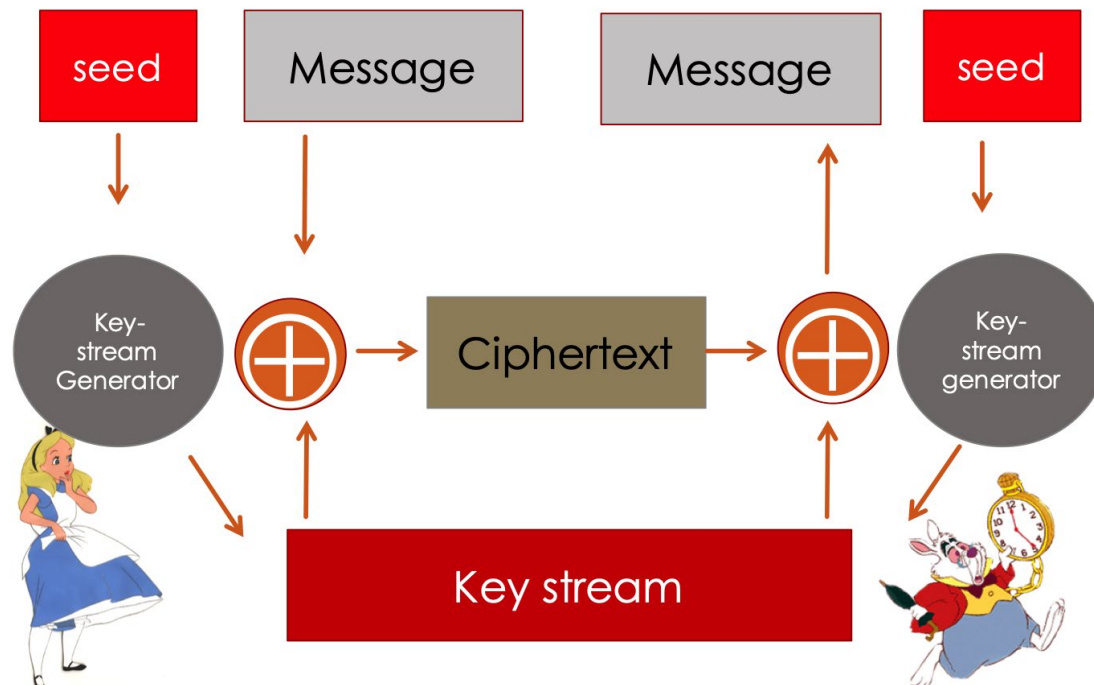 seed
Message
Message
seed
Key-
stream
Generator
Ciphertext
Key-
stream
generator
Key stream